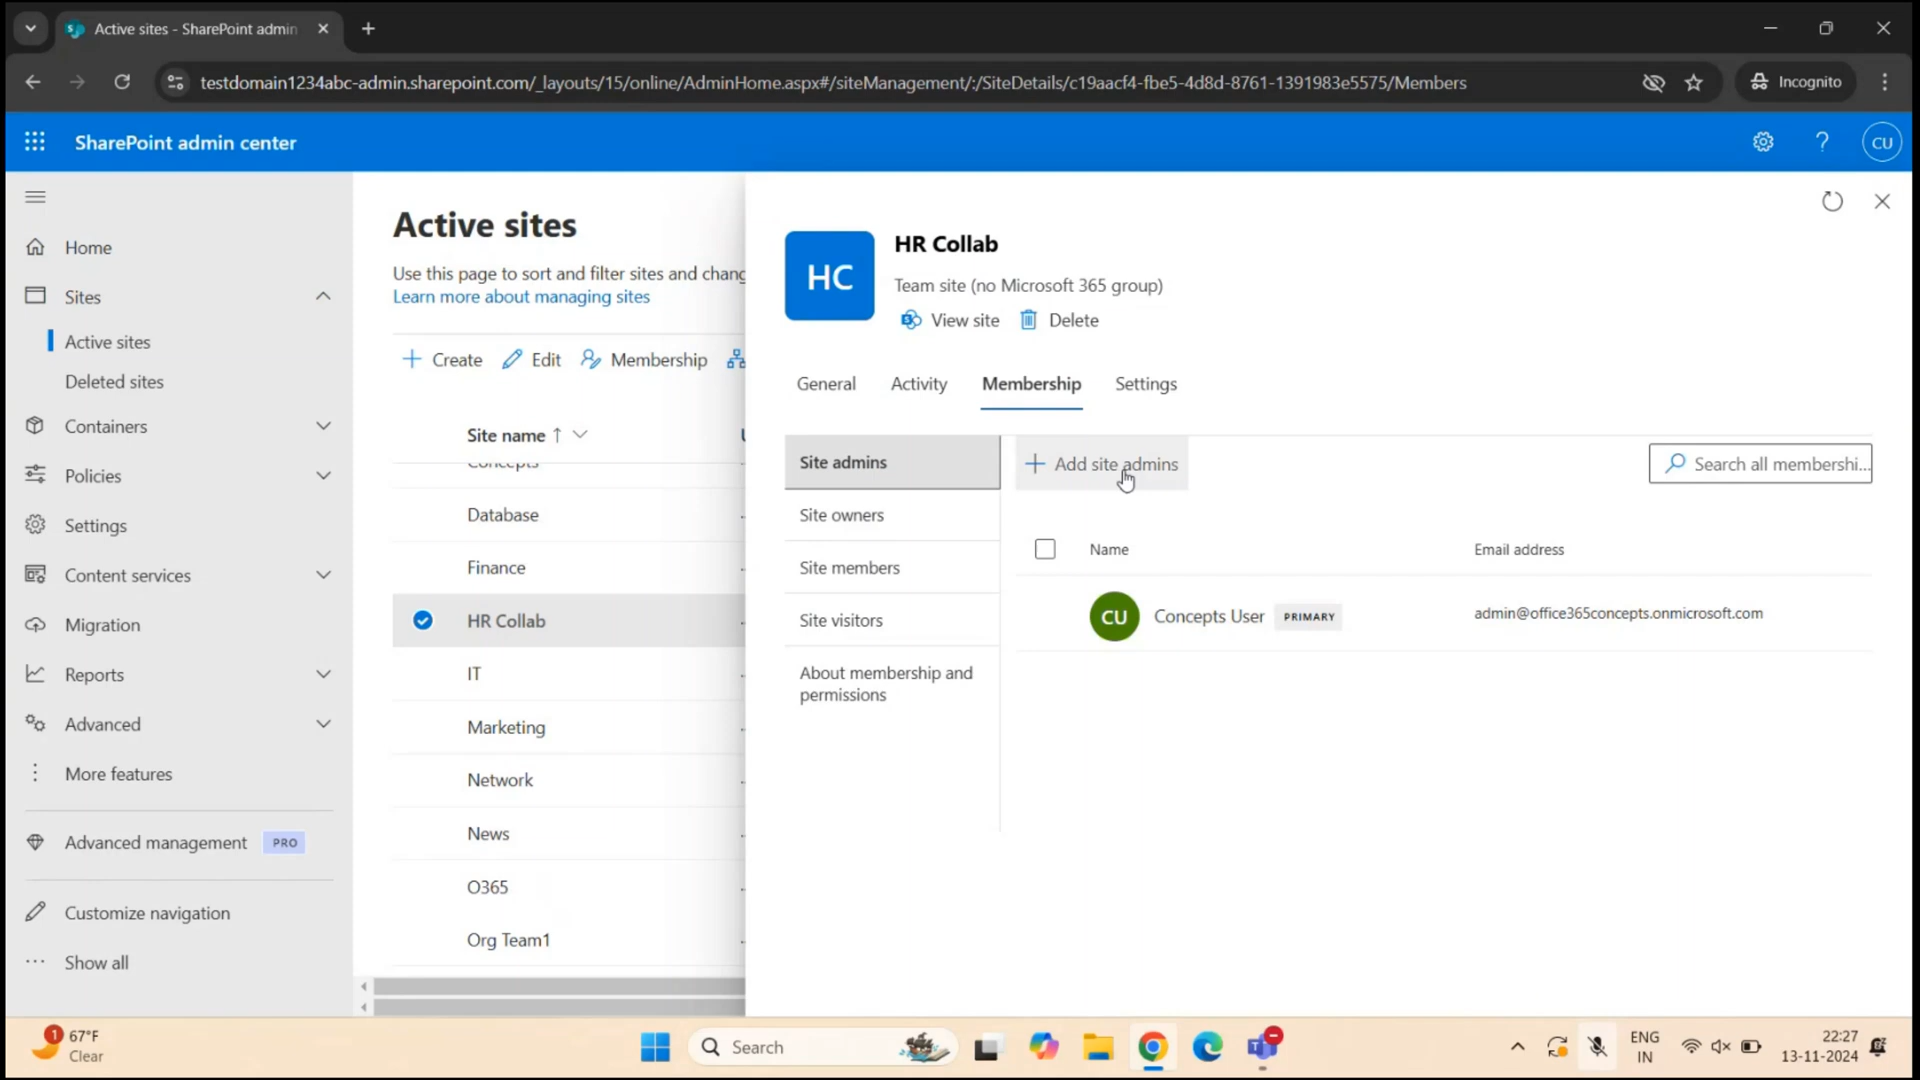 Active sites - SharePoint admin
testdomain1234abc-admin.sharepoint.com/_layouts/15/online/AdminHome.aspx#/siteManagement/:/SiteDetails/c19aacf4-fbe5-4d8d-8761-1391983e5575/Members
Incognito
SharePoint admin center
CU
Home
Sites
Active sites
Deleted sites
Containers
Policies
Settings
Content services
Migration
Reports
Advanced
More features
Advanced management PRO
Customize navigation
Show all
Active sites
Use this page to sort and filter sites and chang
Learn more about managing sites
Create Edit Membership
Site name
Concepts
Database
Finance
HR Collab
IT
Marketing
Network
News
O365
Org Team1
HC
HR Collab
Team site (no Microsoft 365 group)
View site Delete
General Activity Membership Settings
Site admins
Site owners
Site members
Site visitors
About membership and
permissions
Add site admins
Search all membershi...
Name Email address
CU Concepts User PRIMARY admin@office365concepts.onmicrosoft.com
1
67°F
Clear
Search
ENG
IN
22:27
13-11-2024